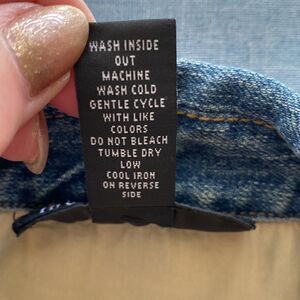 WASH INSIDE
OUT
MACHINE
WASH COLD
GENTLE CYCLE
WITH LIKE
COLORS
DO NOT BLEACH
TUMBLE DRY
LOW
COOL IRON
ON REVERSE
SIDE